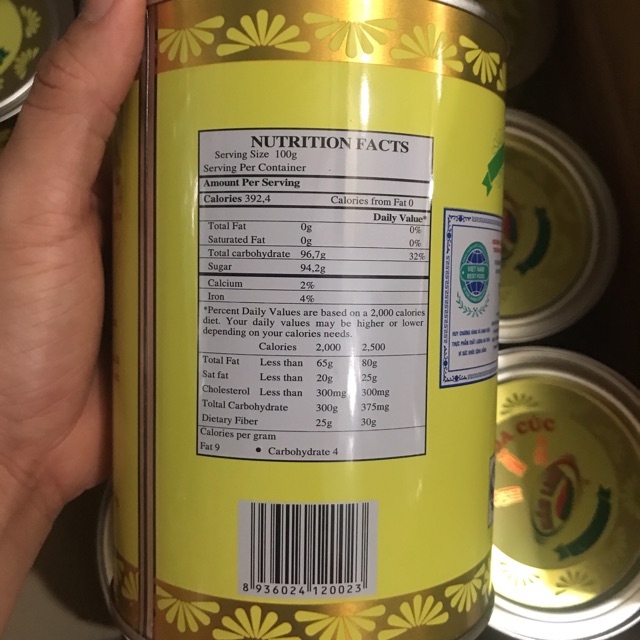 NUTRITION FACTS
Serving Size 100g
Serving Per Container
Amount Per Serving
Calories 392,4 Calories from Fat 0
Daily Value*
Total Fat 0g 0%
Saturated Fat 0g 0%
Total carbohydrate 96,7g 32%
Sugar 94,2g
Calcium 2%
Iron 4%
*Percent Daily Values are based on a 2,000 calories
diet. Your daily values may be higher or lower
depending on your calories needs.
Calories 2,000 2,500
Total Fat Less than 65g 80g
Sat fat Less than 20g 25g
Cholesterol Less than 300mg 300mg
Toltal Carbohydrate 300g 375mg
Dietary Fiber 25g 30g
Calories per gram
Fat 9 • Carbohydrate 4
8 936024 120023
VIET NAM
BEST FOOD
CÚC